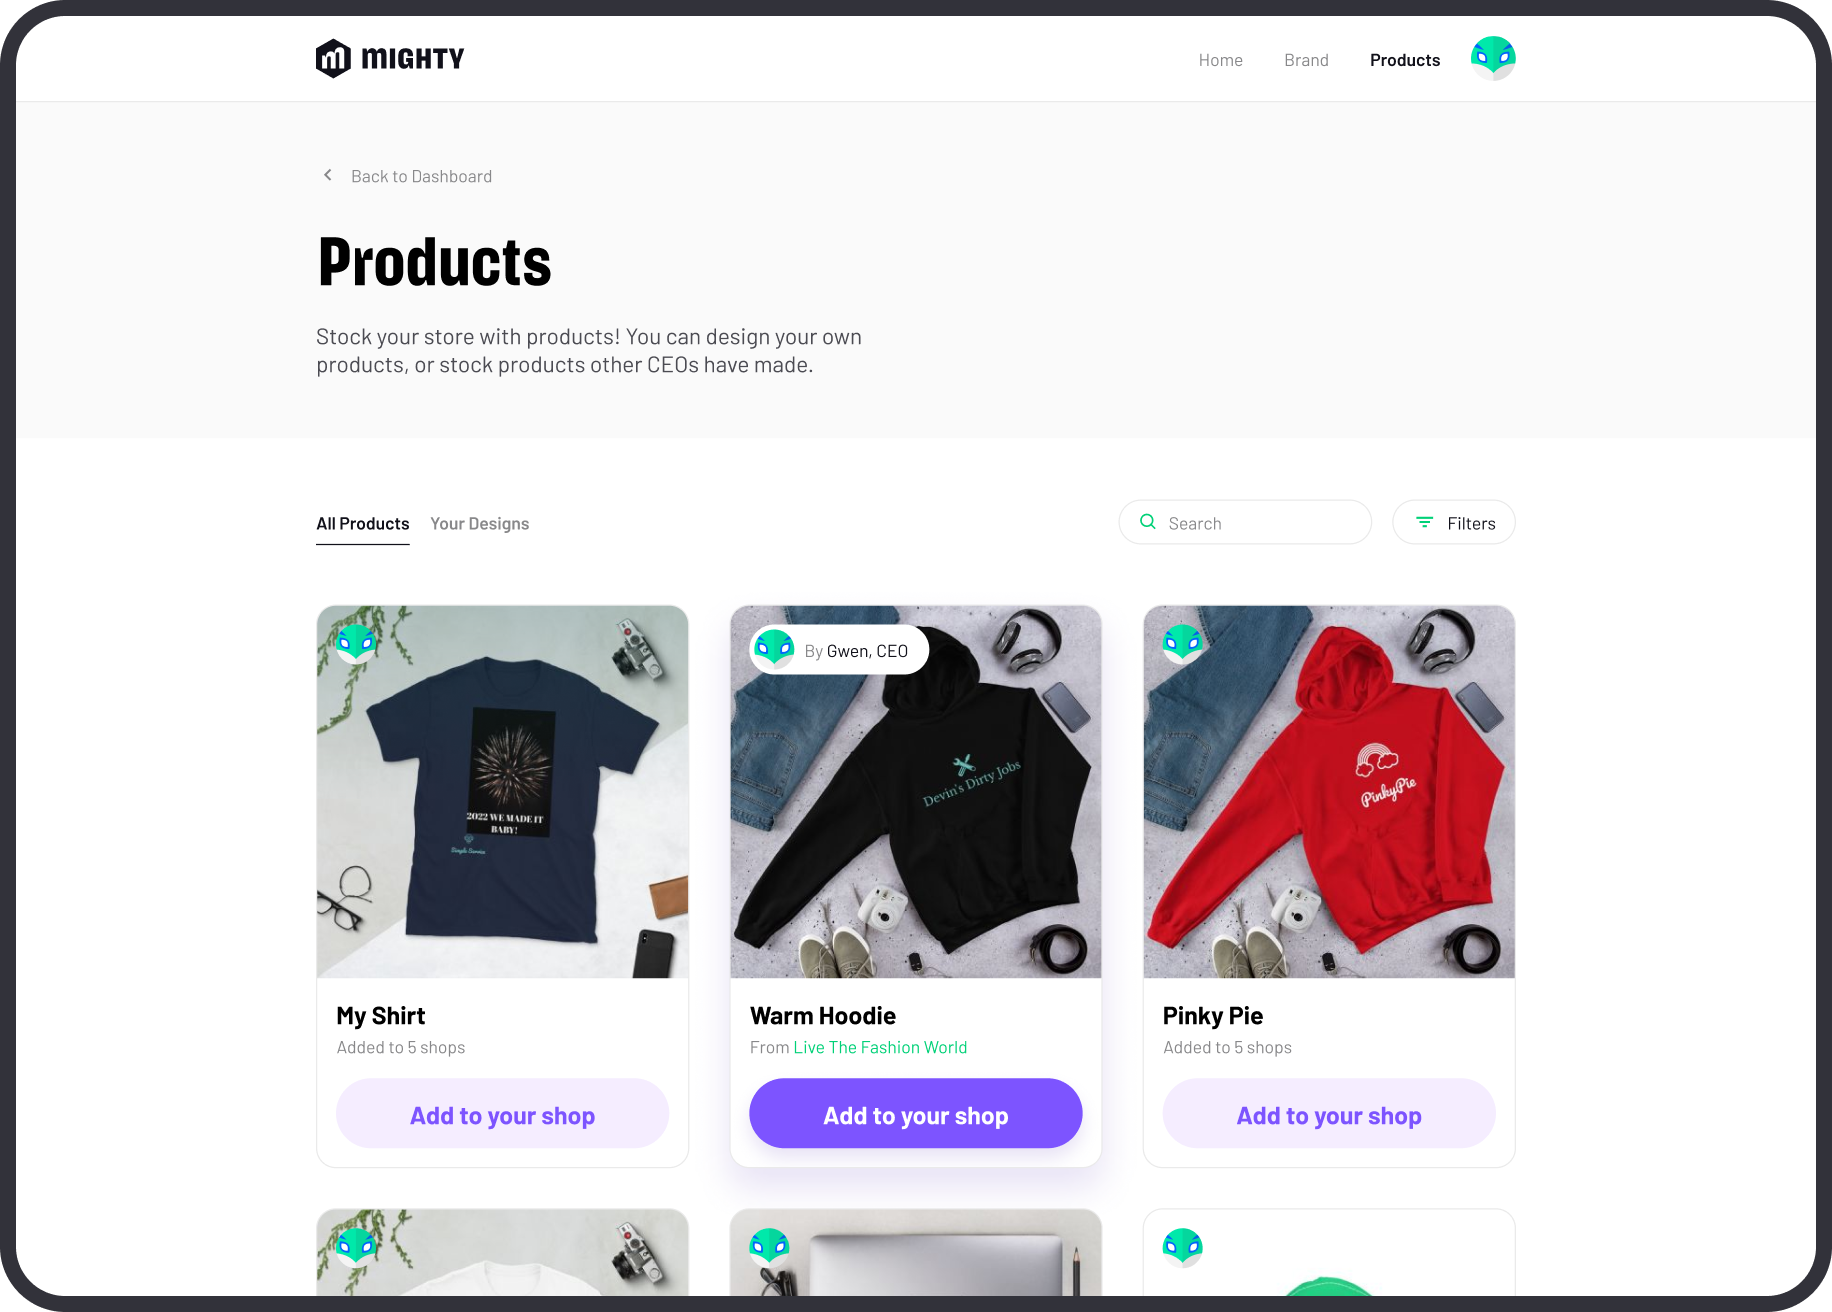 MIGHTY
Home
Brand
Products
Back to Dashboard
Products
Stock your store with products! You can design your own
products, or stock products other CEOs have made.
All Products
Your Designs
Search
Filters
By Gwen, CEO
2022 WE MADE IT
BABY!
Simple Service
Devin's Dirty Jobs
PinkyPie
My Shirt
Added to 5 shops
Add to your shop
Warm Hoodie
From Live The Fashion World
Add to your shop
Pinky Pie
Added to 5 shops
Add to your shop